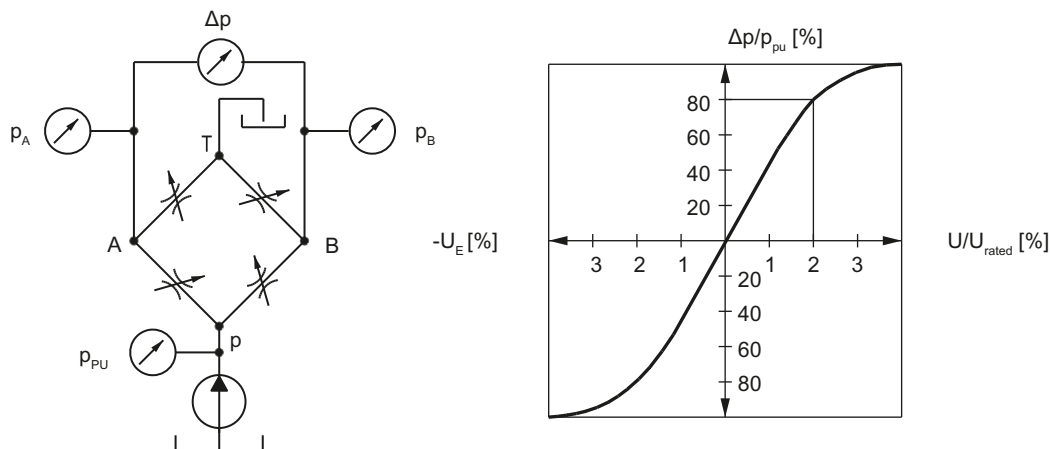 Δp
p_A
p_B
T
A
B
p
p_PU
Δp/p_pu [%]
80
60
40
20
-U_E [%]
3 2 1 1 2 3
U/U_rated [%]
20
40
60
80